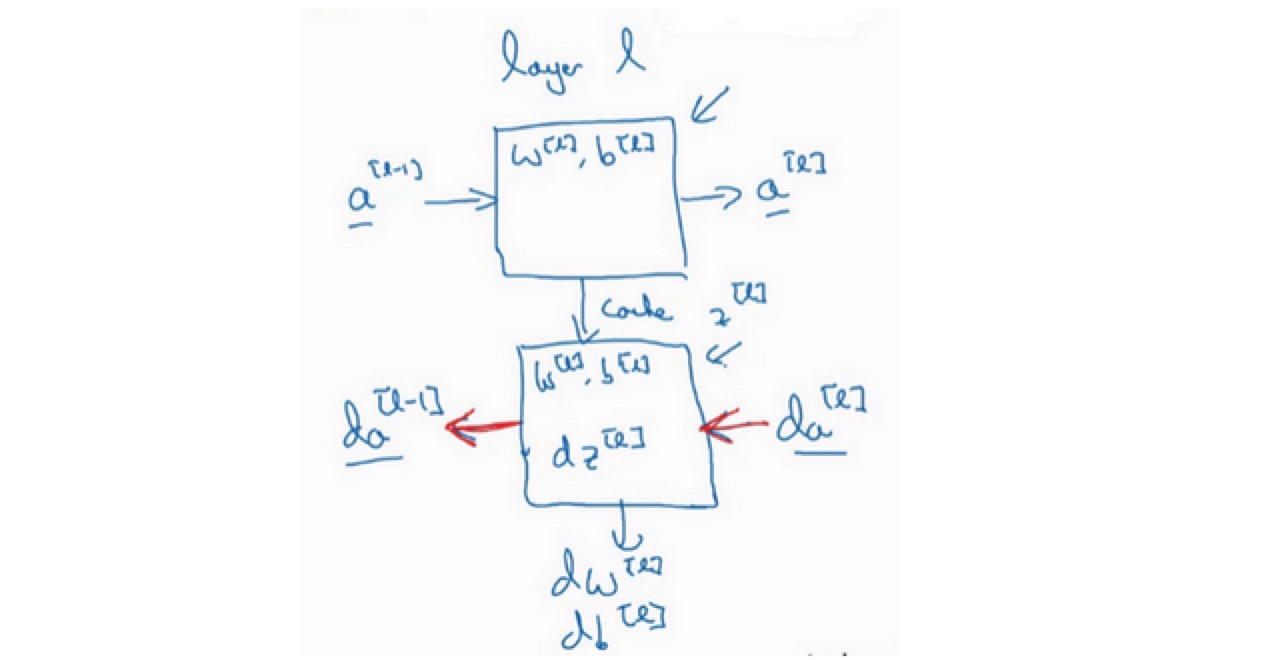 layer l
w[l], b[l]
a[l-1]
a[l]
cache
z[l]
w[l], b[l]
da[l-1]
dz[l]
da[l]
dw[l]
db[l]